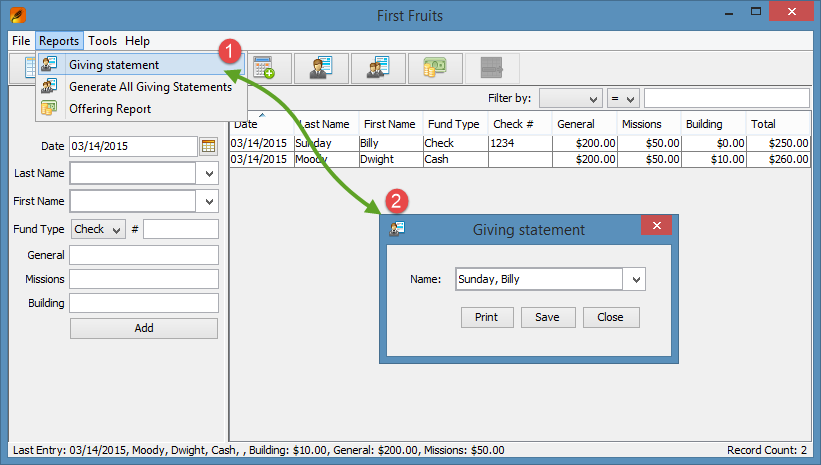 First Fruits
File Reports Tools Help
1
Giving statement
Generate All Giving Statements
Offering Report
Filter by: =
Date Last Name First Name Fund Type Check # General Missions Building Total
03/14/2015 Sunday Billy Check 1234 $200.00 $50.00 $0.00 $250.00
03/14/2015 Moody Dwight Cash $200.00 $50.00 $10.00 $260.00
Date 03/14/2015
Last Name
First Name
Fund Type Check #
General
Missions
Building
Add
2
Giving statement
Name: Sunday, Billy
Print Save Close
Last Entry: 03/14/2015, Moody, Dwight, Cash, , Building: $10.00, General: $200.00, Missions: $50.00
Record Count: 2